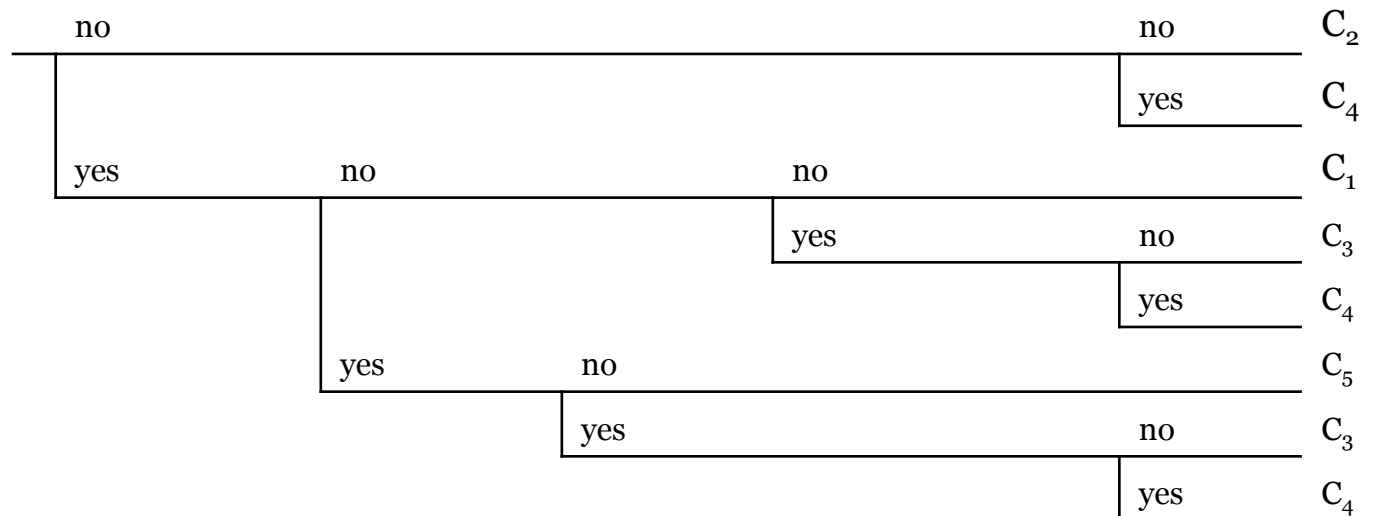 no no C₂
yes C₄
yes no no C₁
yes no C₃
yes C₄
yes no C₅
yes no C₃
yes C₄